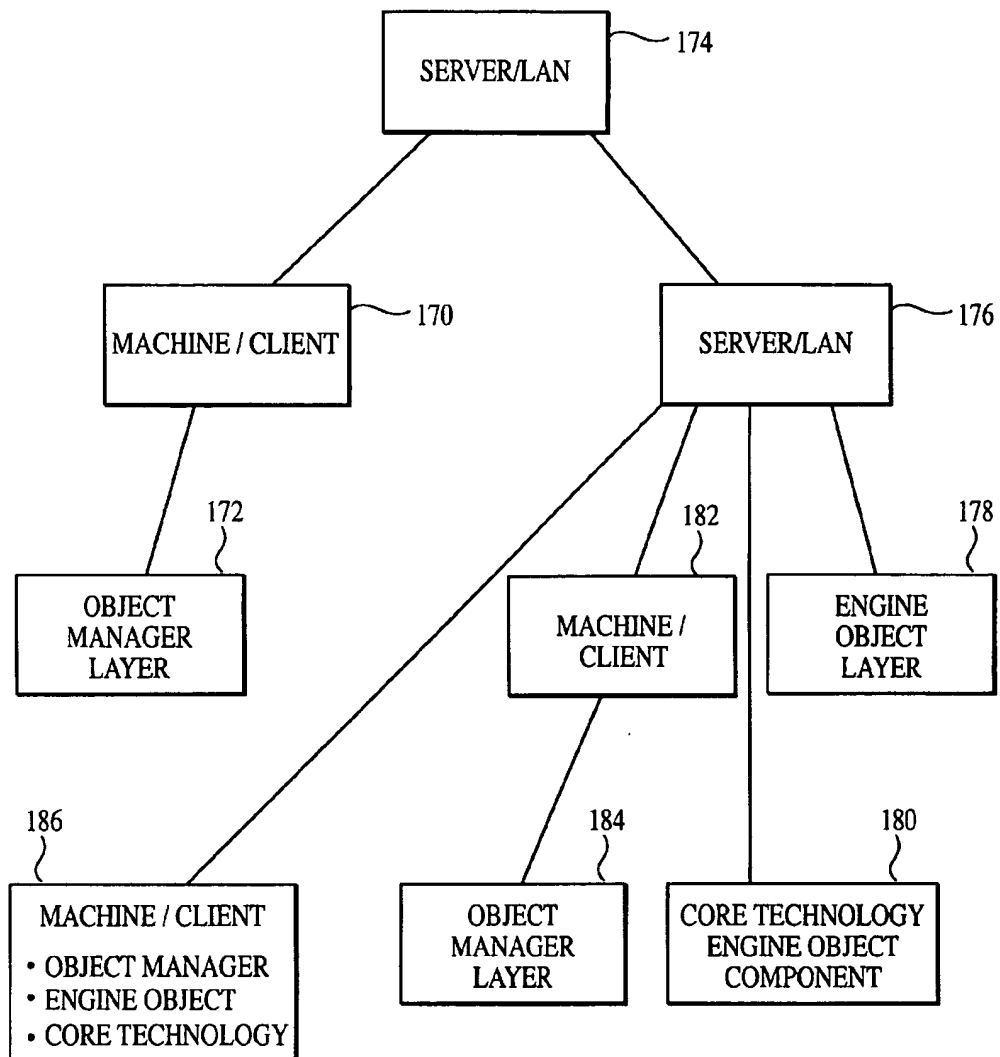 SERVER/LAN
174
MACHINE / CLIENT
170
SERVER/LAN
176
172
OBJECT
MANAGER
LAYER
182
MACHINE /
CLIENT
178
ENGINE
OBJECT
LAYER
186
MACHINE / CLIENT
• OBJECT MANAGER
• ENGINE OBJECT
• CORE TECHNOLOGY
184
OBJECT
MANAGER
LAYER
180
CORE TECHNOLOGY
ENGINE OBJECT
COMPONENT